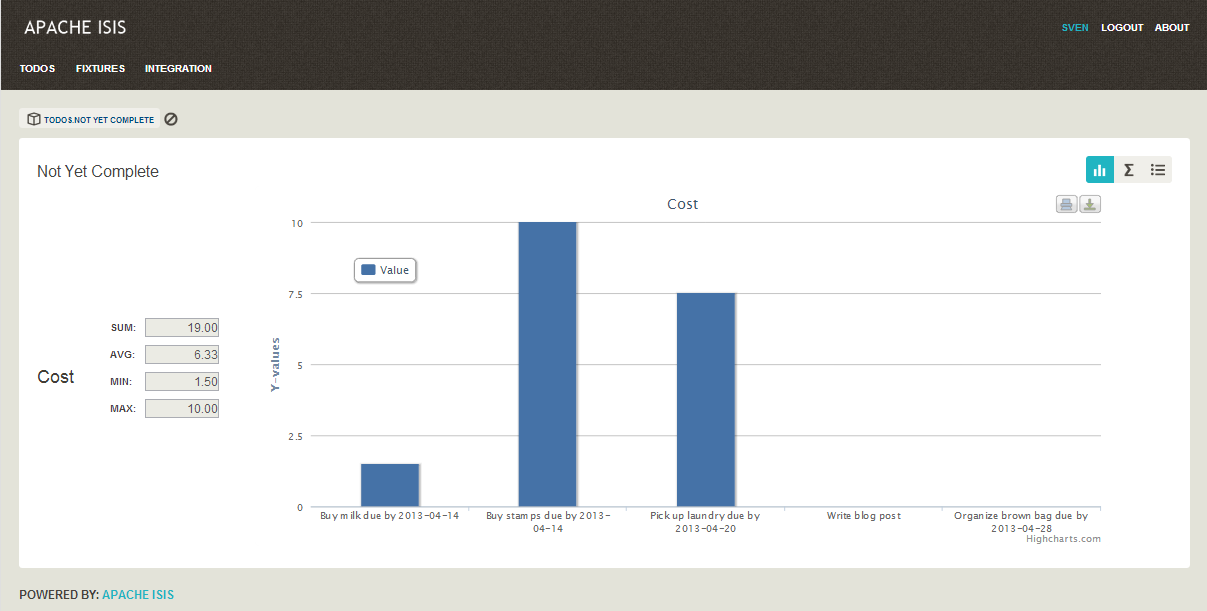 APACHE ISIS
SVEN LOGOUT ABOUT
TODOS FIXTURES INTEGRATION
TODOS.NOT YET COMPLETE
Not Yet Complete
Σ
Cost
10
Value
7.5
5
2.5
0
Y-values
Cost
SUM: 19.00
AVG: 6.33
MIN: 1.50
MAX: 10.00
Buy milk due by 2013-04-14
Buy stamps due by 2013-
04-14
Pick up laundry due by
2013-04-20
Write blog post
Organize brown bag due by
2013-04-28
Highcharts.com
POWERED BY: APACHE ISIS